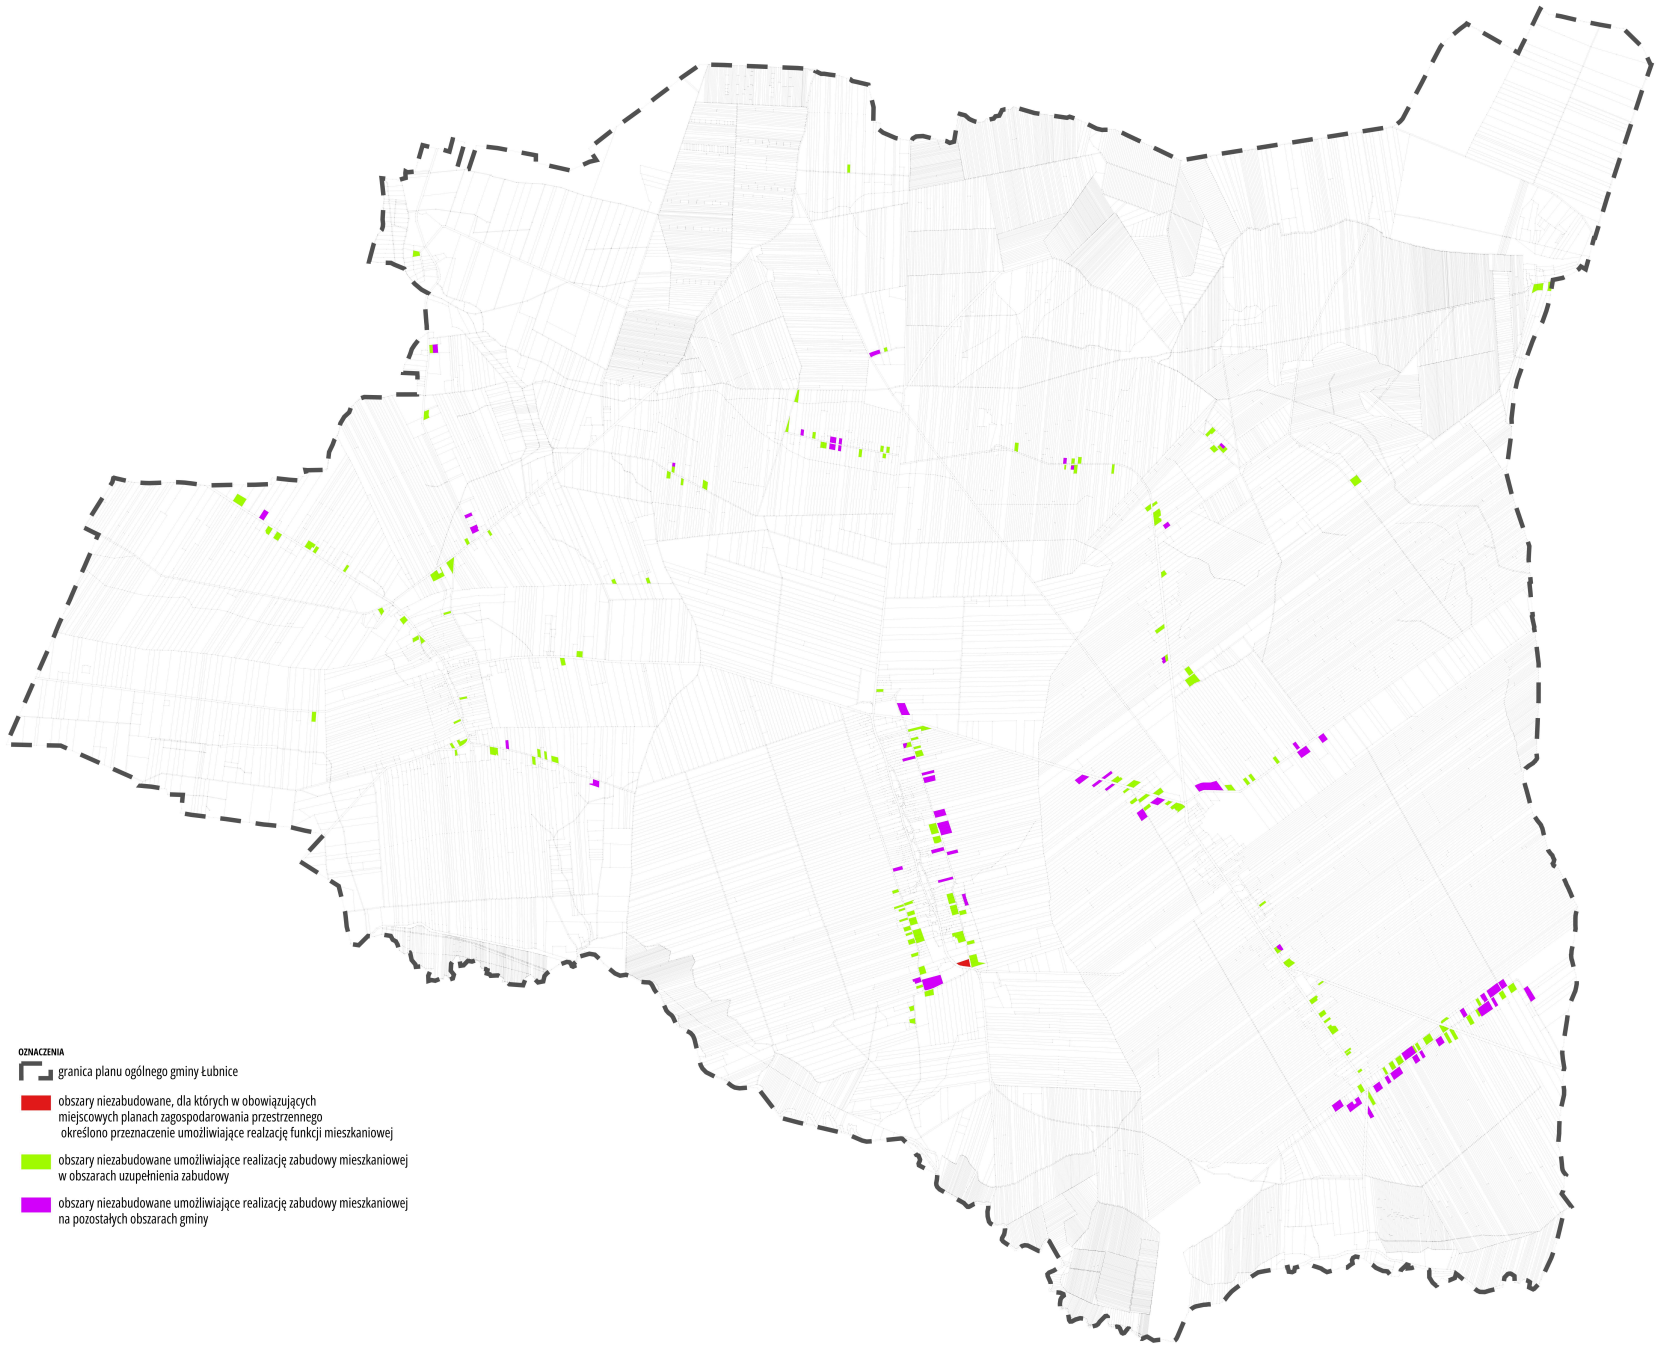 OZNACZENIA
granica planu ogólnego gminy Łubnice
obszary niezabudowane, dla których w obowiązujących
miejscowych planach zagospodarowania przestrzennego
określono przeznaczenie umożliwiające realzację funkcji mieszkaniowej
obszary niezabudowane umożliwiające realizację zabudowy mieszkaniowej
w obszarach uzupełnienia zabudowy
obszary niezabudowane umożliwiające realizację zabudowy mieszkaniowej
na pozostałych obszarach gminy